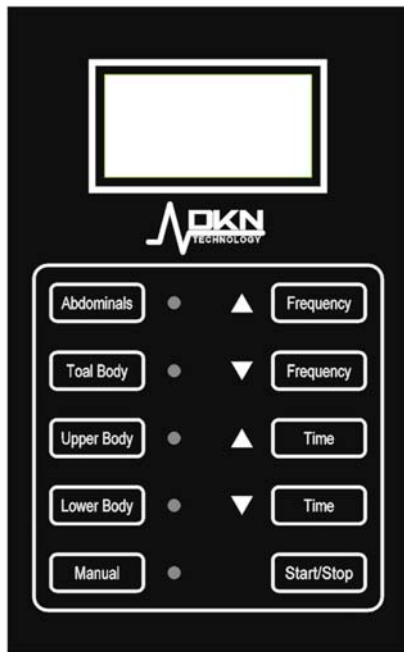 DKN
TECHNOLOGY
Abdominals ▲ Frequency
Toal Body ▼ Frequency
Upper Body ▲ Time
Lower Body ▼ Time
Manual Start/Stop